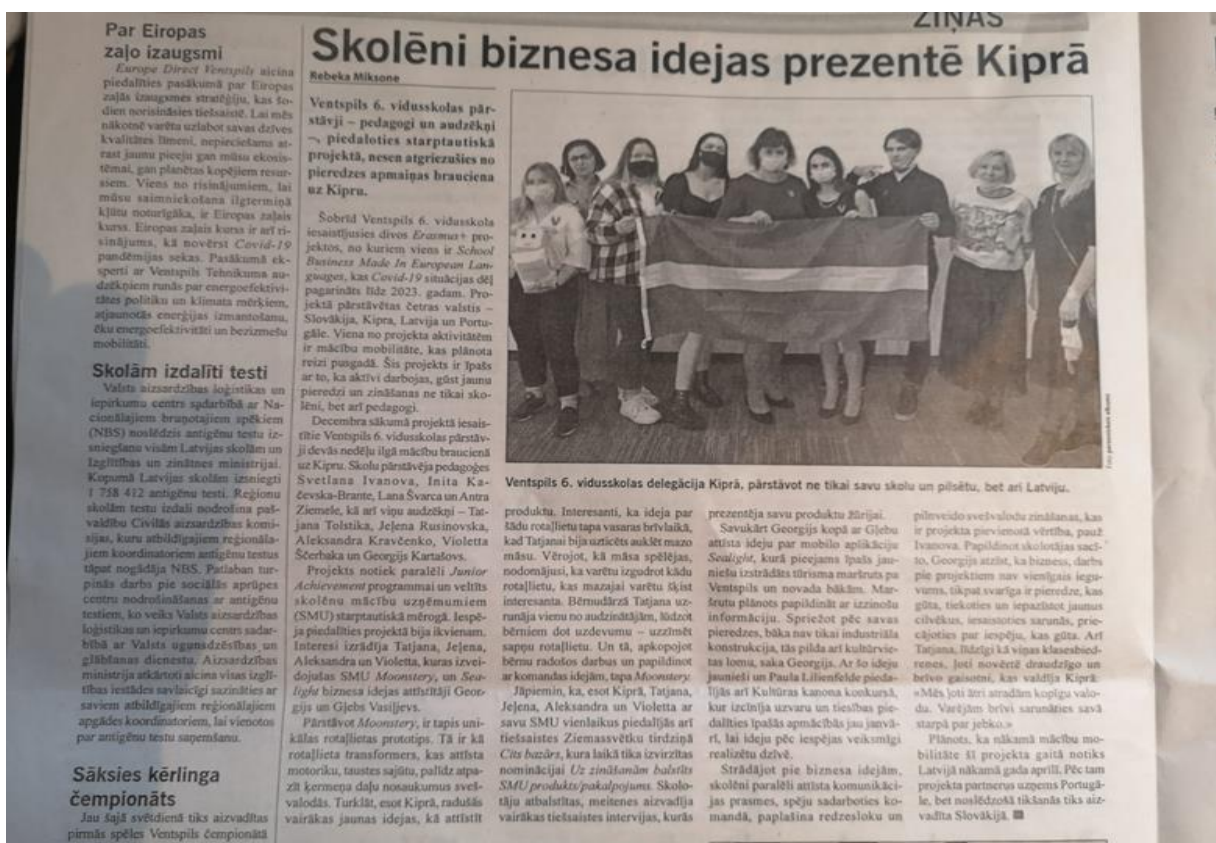 ZIŅAS
Par Eiropas
zaļo izaugsmi
Europe Direct Ventspils aicina
piedalīties pasākumā par Eiropas
zaļās izaugsmes stratēģiju, kas šo-
dien norisināsies tiešsaistē. Lai mēs
nākotnē varētu uzlabot savas dzīves
kvalitātes līmeni, nepieciešams at-
rast jaunu pieeju gan mūsu ekosis-
tēmai, gan planētas kopējiem resur-
siem. Viens no risinājumiem, lai
mūsu saimniekošana ilgtermiņā
kļūtu noturīgāka, ir Eiropas zaļais
kurss. Eiropas zaļais kurss ir arī ri-
sinājums, kā novērst Covid-19
pandēmijas sekas. Pasākumā ek-
sperti ar Ventspils Tehnikuma au-
dzēkņiem runās par energoefektivi-
tātes politiku un klimata mērķiem,
atjaunotās enerģijas izmantošanu,
ēku energoefektivitāti un bezizmešu
mobilitāti.
Skolām izdalīti testi
Valsts aizsardzības loģistikas un
iepirkumu centrs sadarbībā ar Na-
cionālajiem bruņotajiem spēkiem
(NBS) noslēdzis antigēnu testu iz-
sniegšanu visām Latvijas skolām un
Izglītības un zinātnes ministrijai.
Kopumā Latvijas skolām izsniegti
1 758 412 antigēnu testi. Reģionu
skolām testu izdali nodrošina paš-
valdību Civilās aizsardzības komi-
sijas, kuru atbildīgajiem reģionāla-
jiem koordinatoriem antigēnu testus
tāpat nogādāja NBS. Patlaban tur-
pinās darbs pie sociālās aprūpes
centru nodrošināšanas ar antigēnu
testiem, ko veiks Valsts aizsardzības
loģistikas un iepirkumu centrs sadar-
bībā ar Valsts ugunsdzēsības un
glābšanas dienestu. Aizsardzības
ministrija atkārtoti aicina visas izglī-
tības iestādes savlaicīgi sazināties ar
saviem atbildīgajiem reģionālajiem
apgādes koordinatoriem, lai vienotos
par antigēnu testu saņemšanu.
Sāksies kērlinga
čempionāts
Jau šajā svētdienā tiks aizvadītas
pirmās spēles Ventspils čempionātā
Skolēni biznesa idejas prezentē Kiprā
Rebeka Miksone
Ventspils 6. vidusskolas pār-
stāvji – pedagogi un audzēkņi
–, piedaloties starptautiskā
projektā, nesen atgriezušies no
pieredzes apmaiņas brauciena
uz Kipru.
Šobrīd Ventspils 6. vidusskola
iesaistījusies divos Erasmus+ pro-
jektos, no kuriem viens ir School
Business Made In European Lan-
guages, kas Covid-19 situācijas dēļ
pagarināts līdz 2023. gadam. Pro-
jektā pārstāvētas četras valstis –
Slovākija, Kipra, Latvija un Portu-
gāle. Viena no projekta aktivitātēm
ir mācību mobilitāte, kas plānota
reizi pusgadā. Šis projekts ir īpašs
ar to, ka aktīvi darbojas, gūst jaunu
pieredzi un zināšanas ne tikai sko-
lēni, bet arī pedagogi.
Decembra sākumā projektā iesais-
tītie Ventspils 6. vidusskolas pārstāv-
ji devās nedēļu ilgā mācību braucienā
uz Kipru. Skolu pārstāvēja pedagoģes
Svetlana Ivanova, Inita Ka-
čevska-Brante, Lana Švarca un Antra
Ziemele, kā arī viņu audzēkņi – Tat-
jana Tolstika, Jeļena Rusinovska,
Aleksandra Kravčenko, Violetta
Ščerbaka un Georgijs Kartašovs.
Projekts notiek paralēli Junior
Achievement programmai un veltīts
skolēnu mācību uzņēmumiem
(SMU) starptautiskā mērogā. Iespē-
ja piedalīties projektā bija ikvienam.
Interesi izrādīja Tatjana, Jeļena,
Aleksandra un Violetta, kuras izvei-
dojušas SMU Moonstery, un Sea-
light biznesa idejas attīstītāji Geor-
gijs un Gļebs Vasiļjevs.
Pārstāvot Moonstery, ir tapis uni-
kālas rotaļlietas prototips. Tā ir kā
rotaļlieta transformers, kas attīsta
motoriku, taustes sajūtu, palīdz atpa-
zīt ķermeņa daļu nosaukumus sveš-
valodās. Turklāt, esot Kiprā, radušās
vairākas jaunas idejas, kā attīstīt
Foto: personiskais albums
Ventspils 6. vidusskolas delegācija Kiprā, pārstāvot ne tikai savu skolu un pilsētu, bet arī Latviju.
produktu. Interesanti, ka ideja par
šādu rotaļlietu tapa vasaras brīvlaikā,
kad Tatjanai bija uzticēts auklēt mazo
māsu. Vērojot, kā māsa spēlējas,
nodomājusi, ka varētu izgudrot kādu
rotaļlietu, kas mazajai varētu šķist
interesanta. Bērnudārzā Tatjana uz-
runāja vienu no audzinātājām, lūdzot
bērniem dot uzdevumu – uzzīmēt
sapņu rotaļlietu. Un tā, apkopojot
bērnu radošos darbus un papildinot
ar komandas idejām, tapa Moonstery.
Jāpiemin, ka, esot Kiprā, Tatjana,
Jeļena, Aleksandra un Violetta ar
savu SMU vienlaikus piedalījās arī
tiešsaistes Ziemassvētku tirdziņā
Cits bazārs, kura laikā tika izvirzītas
nominācijai Uz zināšanām balstīts
SMU produkts/pakalpojums. Skolo-
tāju atbalstītas, meitenes aizvadīja
vairākas tiešsaistes intervijas, kurās
prezentēja savu produktu žūrijai.
Savukārt Georgijs kopā ar Gļebu
attīsta ideju par mobilo aplikāciju
Sealight, kurā pieejams īpašs jau-
niešu izstrādāts tūrisma maršruts pa
Ventspils un novada bākām. Mar-
šrutu plānots papildināt ar izzinošu
informāciju. Spriežot pēc savas
pieredzes, bāka nav tikai industriāla
konstrukcija, tās pilda arī kultūrvie-
tas lomu, saka Georgijs. Ar šo ideju
jaunieši un Paula Lilienfelde pieda-
lījās arī Kultūras kanona konkursā,
kur izcīnīja uzvaru un tiesības pie-
dalīties īpašās apmācībās jau janvā-
rī, lai ideju pēc iespējas veiksmīgi
realizētu dzīvē.
Strādājot pie biznesa idejām,
skolēni paralēli attīsta komunikāci-
jas prasmes, spēju sadarboties ko-
mandā, paplašina redzesloku un
pilnveido svešvalodu zināšanas, kas
ir projekta pievienotā vērtība, pauž
Ivanova. Papildinot skolotājas sacī-
to, Georgijs atzīst, ka bizness, darbs
pie projektiem nav vienīgais iegu-
vums, tikpat svarīga ir pieredze, kas
gūta, tiekoties un iepazīstot jaunus
cilvēkus, iesaistoties sarunās, prie-
cājoties par iespēju, kas gūta. Arī
Tatjana, līdzīgi kā viņas klasesbied-
renes, ļoti novērtē draudzīgo un
brīvo gaisotni, kas valdīja Kiprā.
«Mēs ļoti ātri atradām kopīgu valo-
du. Varējām brīvi sarunāties savā
starpā par jebko.»
Plānots, ka nākamā mācību mo-
bilitāte šī projekta gaitā notiks
Latvijā nākamā gada aprīlī. Pēc tam
projekta partnerus uzņems Portugā-
le, bet noslēdzošā tikšanās tiks aiz-
vadīta Slovākijā.